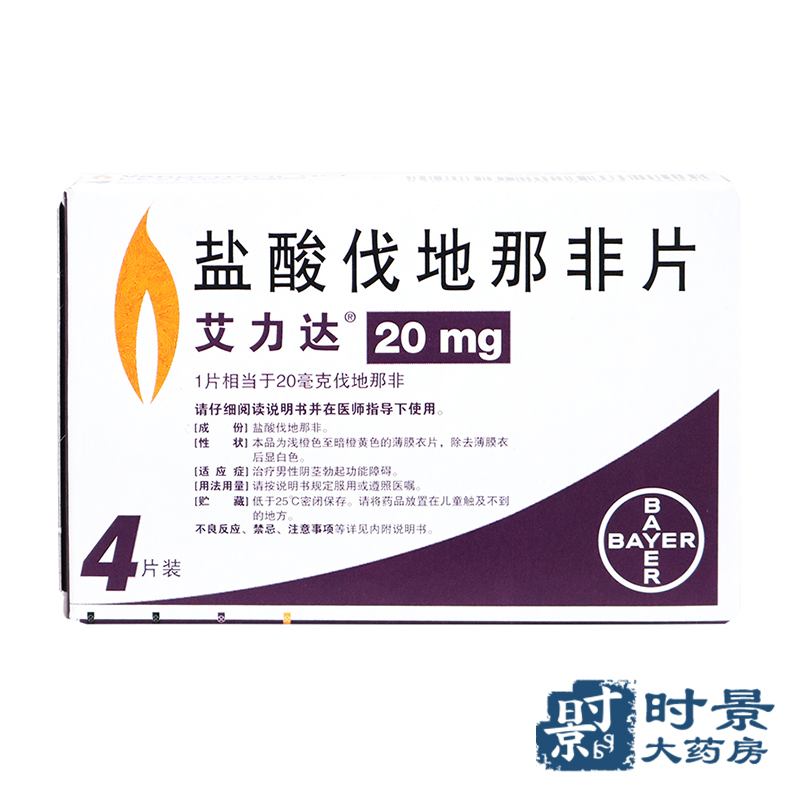 盐酸伐地那非片
艾力达® 20 mg
1片相当于20毫克伐地那非
请仔细阅读说明书并在医师指导下使用。
[成 份] 盐酸伐地那非。
[性 状] 本品为浅橙色至暗橙黄色的薄膜衣片，除去薄膜衣
后显白色。
[适应症] 治疗男性阴茎勃起功能障碍。
[用法用量] 请按说明书规定服用或遵照医嘱。
[贮 藏] 低于25℃密闭保存。请将药品放置在儿童触及不到
的地方。
不良反应、禁忌、注意事项等详见内附说明书。
4片装
BAYER
BAYER
时景
时景
大药房